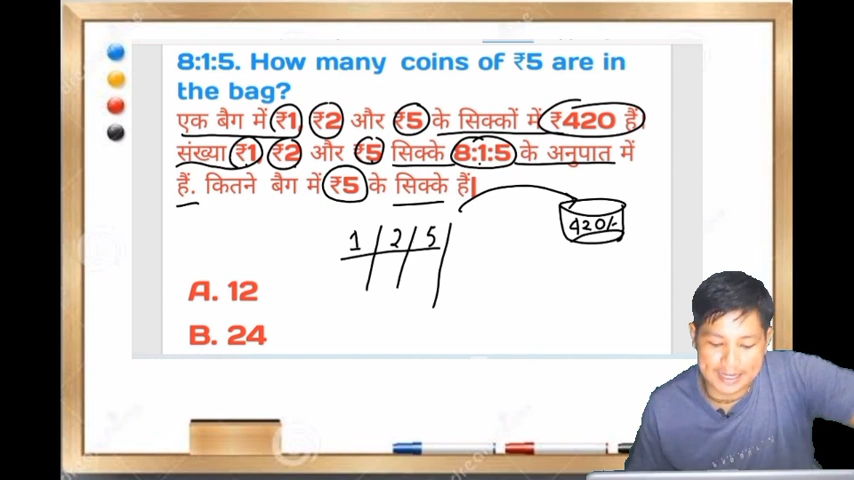 8:1:5. How many coins of ₹5 are in
the bag?
एक बैग में ₹1, ₹2 और ₹5 के सिक्कों में ₹420 हैं।
संख्या ₹1, ₹2 और ₹5 सिक्के 8:1:5 के अनुपात में
हैं. कितने बैग में ₹5 के सिक्के हैं|
420/-
1 2 5
A. 12
B. 24